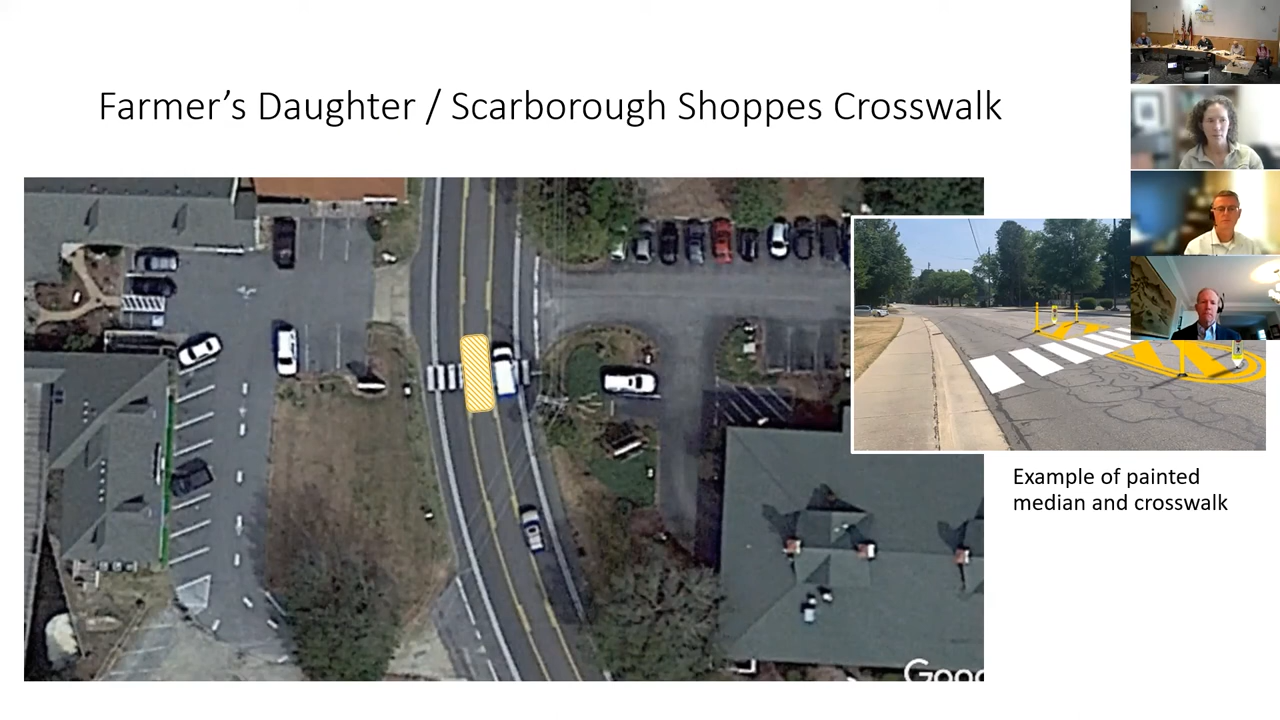 Farmer’s Daughter / Scarborough Shoppes Crosswalk
Example of painted
median and crosswalk